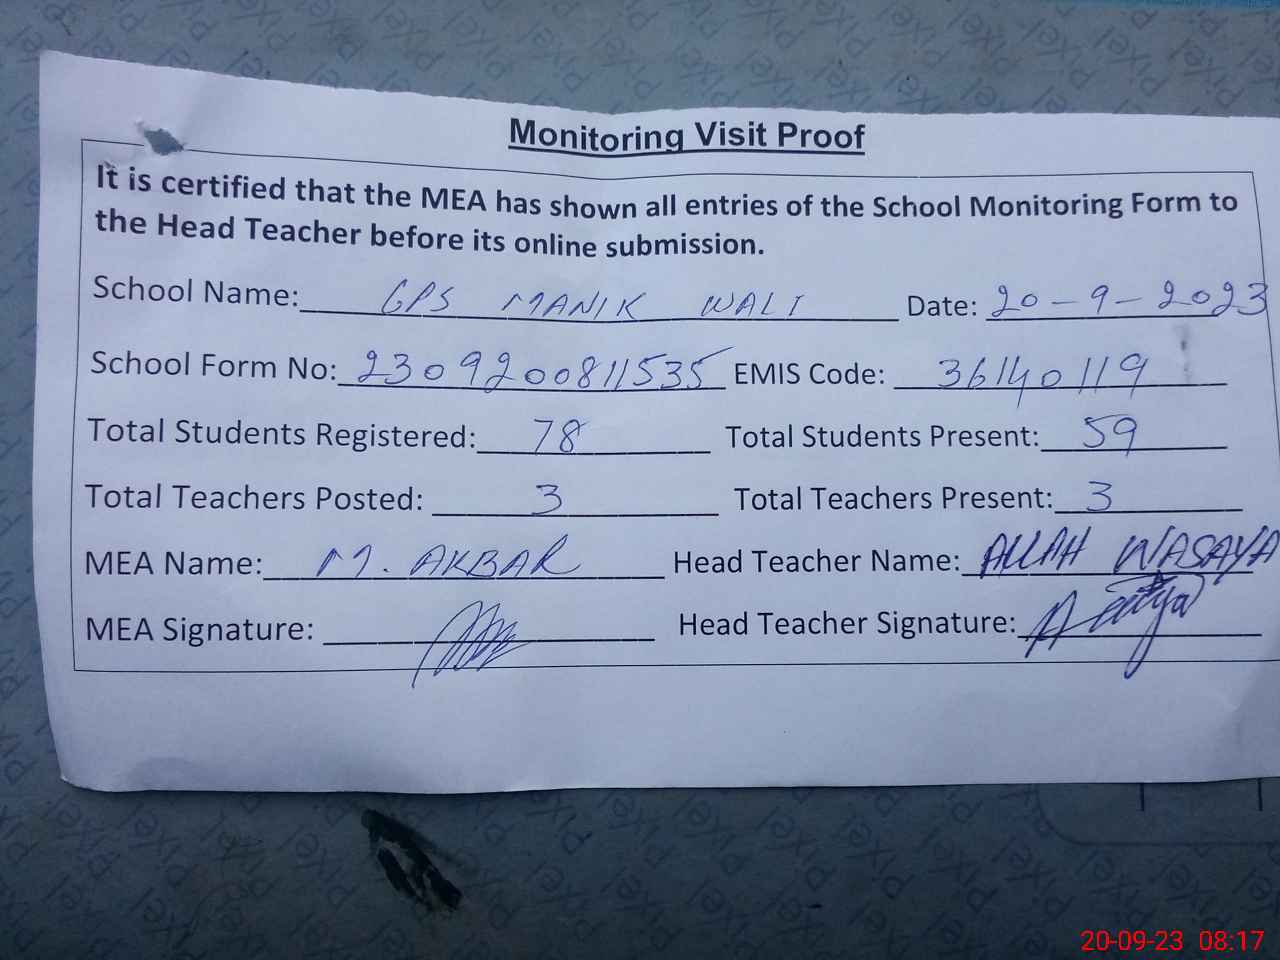 Monitoring Visit Proof
It is certified that the MEA has shown all entries of the School Monitoring Form to
the Head Teacher before its online submission.
School Name: GPS MANIK WALI Date: 20-9-2023
School Form No: 2309200811535 EMIS Code: 36140119
Total Students Registered: 78 Total Students Present: 59
Total Teachers Posted: 3 Total Teachers Present: 3
MEA Name: M. AKBAR Head Teacher Name: ALLAH WASAYA
MEA Signature: Head Teacher Signature:
20-09-23 08:17